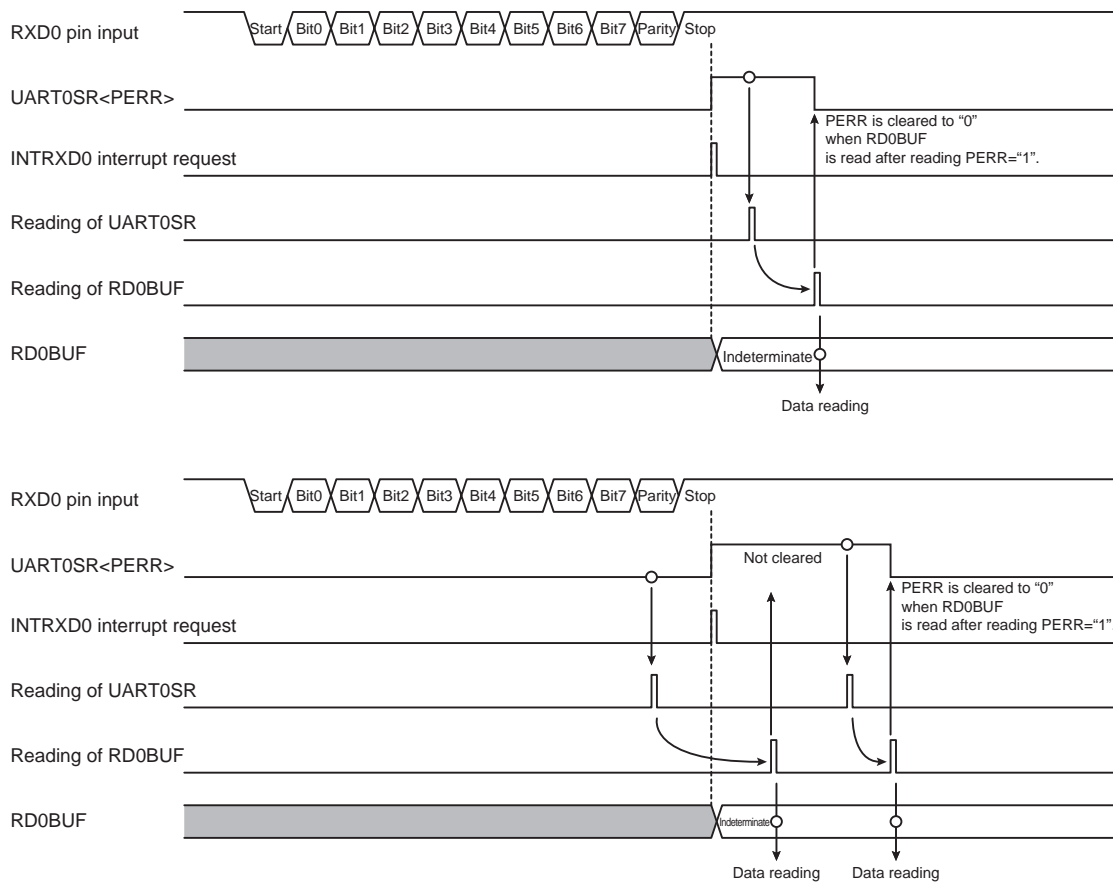 RXD0 pin input
Start Bit0 Bit1 Bit2 Bit3 Bit4 Bit5 Bit6 Bit7 Parity Stop
UART0SR<PERR>
PERR is cleared to “0”
when RD0BUF
is read after reading PERR=“1”.
INTRXD0 interrupt request
Reading of UART0SR
Reading of RD0BUF
RD0BUF
Indeterminate
Data reading
RXD0 pin input
Start Bit0 Bit1 Bit2 Bit3 Bit4 Bit5 Bit6 Bit7 Parity Stop
UART0SR<PERR>
Not cleared
PERR is cleared to “0”
when RD0BUF
is read after reading PERR=“1”.
INTRXD0 interrupt request
Reading of UART0SR
Reading of RD0BUF
RD0BUF
Indeterminate
Data reading Data reading